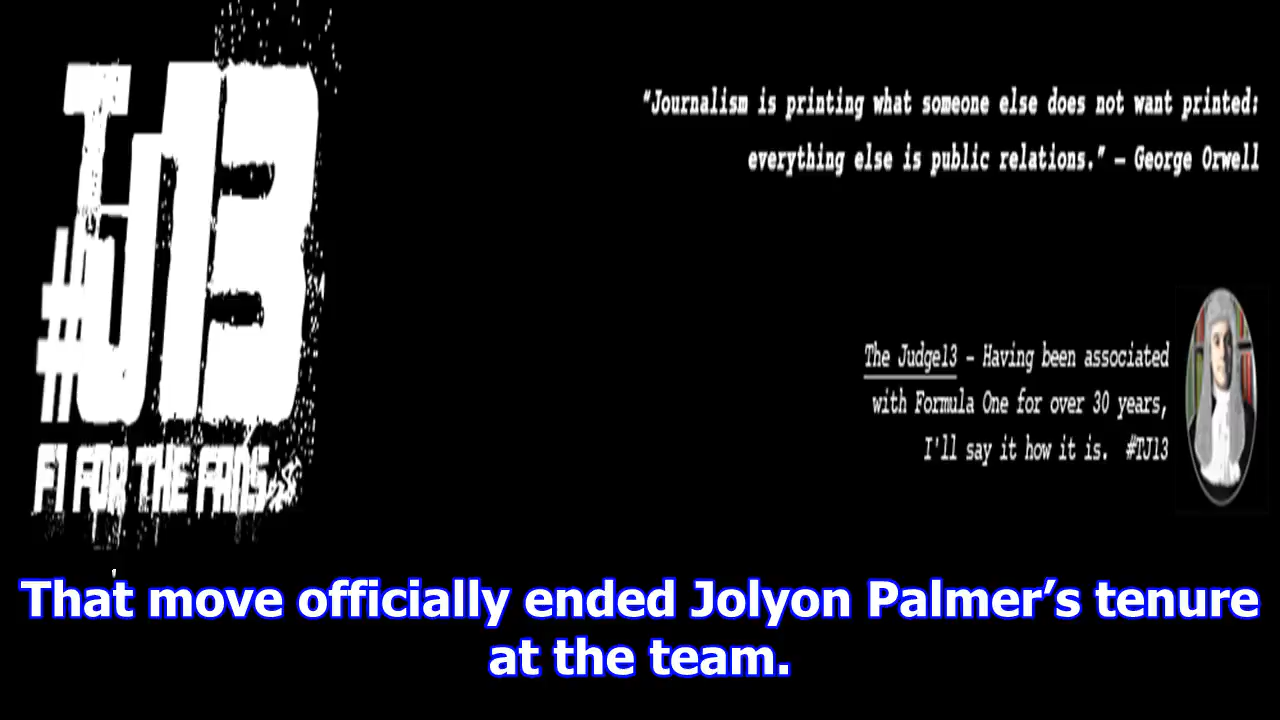 #TJ13
F1 FOR THE FANS
"Journalism is printing what someone else does not want printed:
everything else is public relations." – George Orwell
The Judge13 - Having been associated
with Formula One for over 30 years,
I'll say it how it is. #TJ13
That move officially ended Jolyon Palmer’s tenure
at the team.